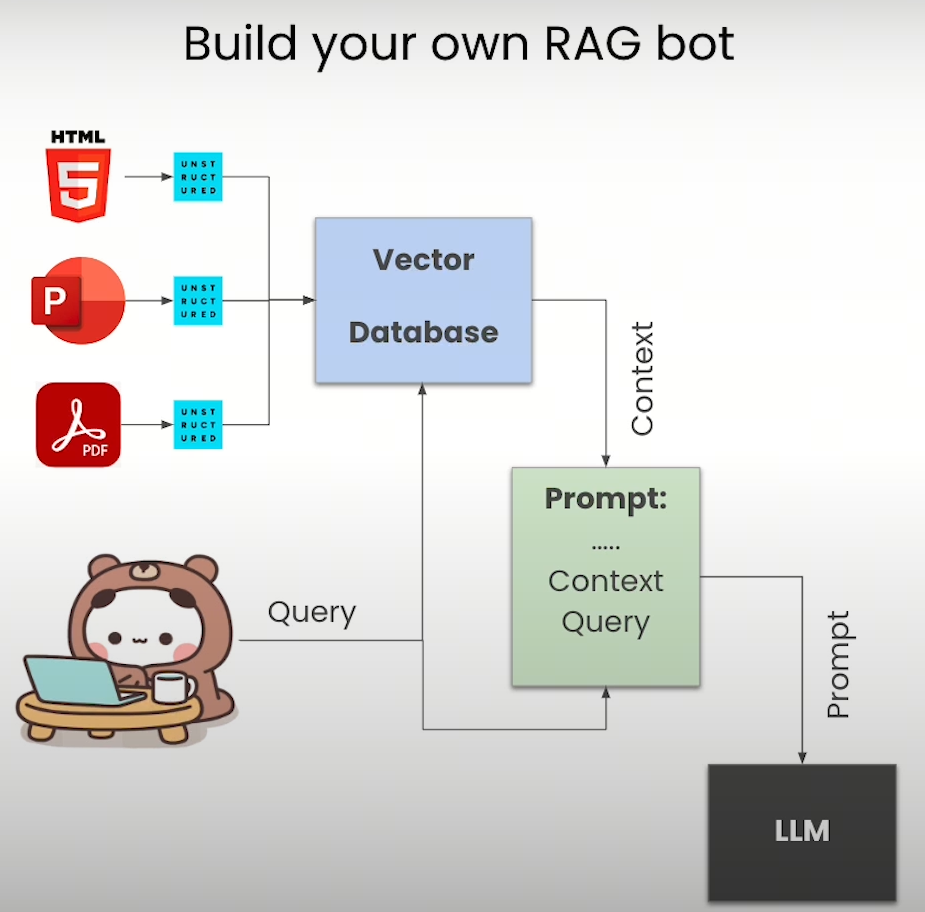 Build your own RAG bot
HTML
5
UNST
RUCT
URED
P
UNST
RUCT
URED
PDF
UNST
RUCT
URED
Vector
Database
Context
Prompt:
.....
Context
Query
Query
Prompt
LLM